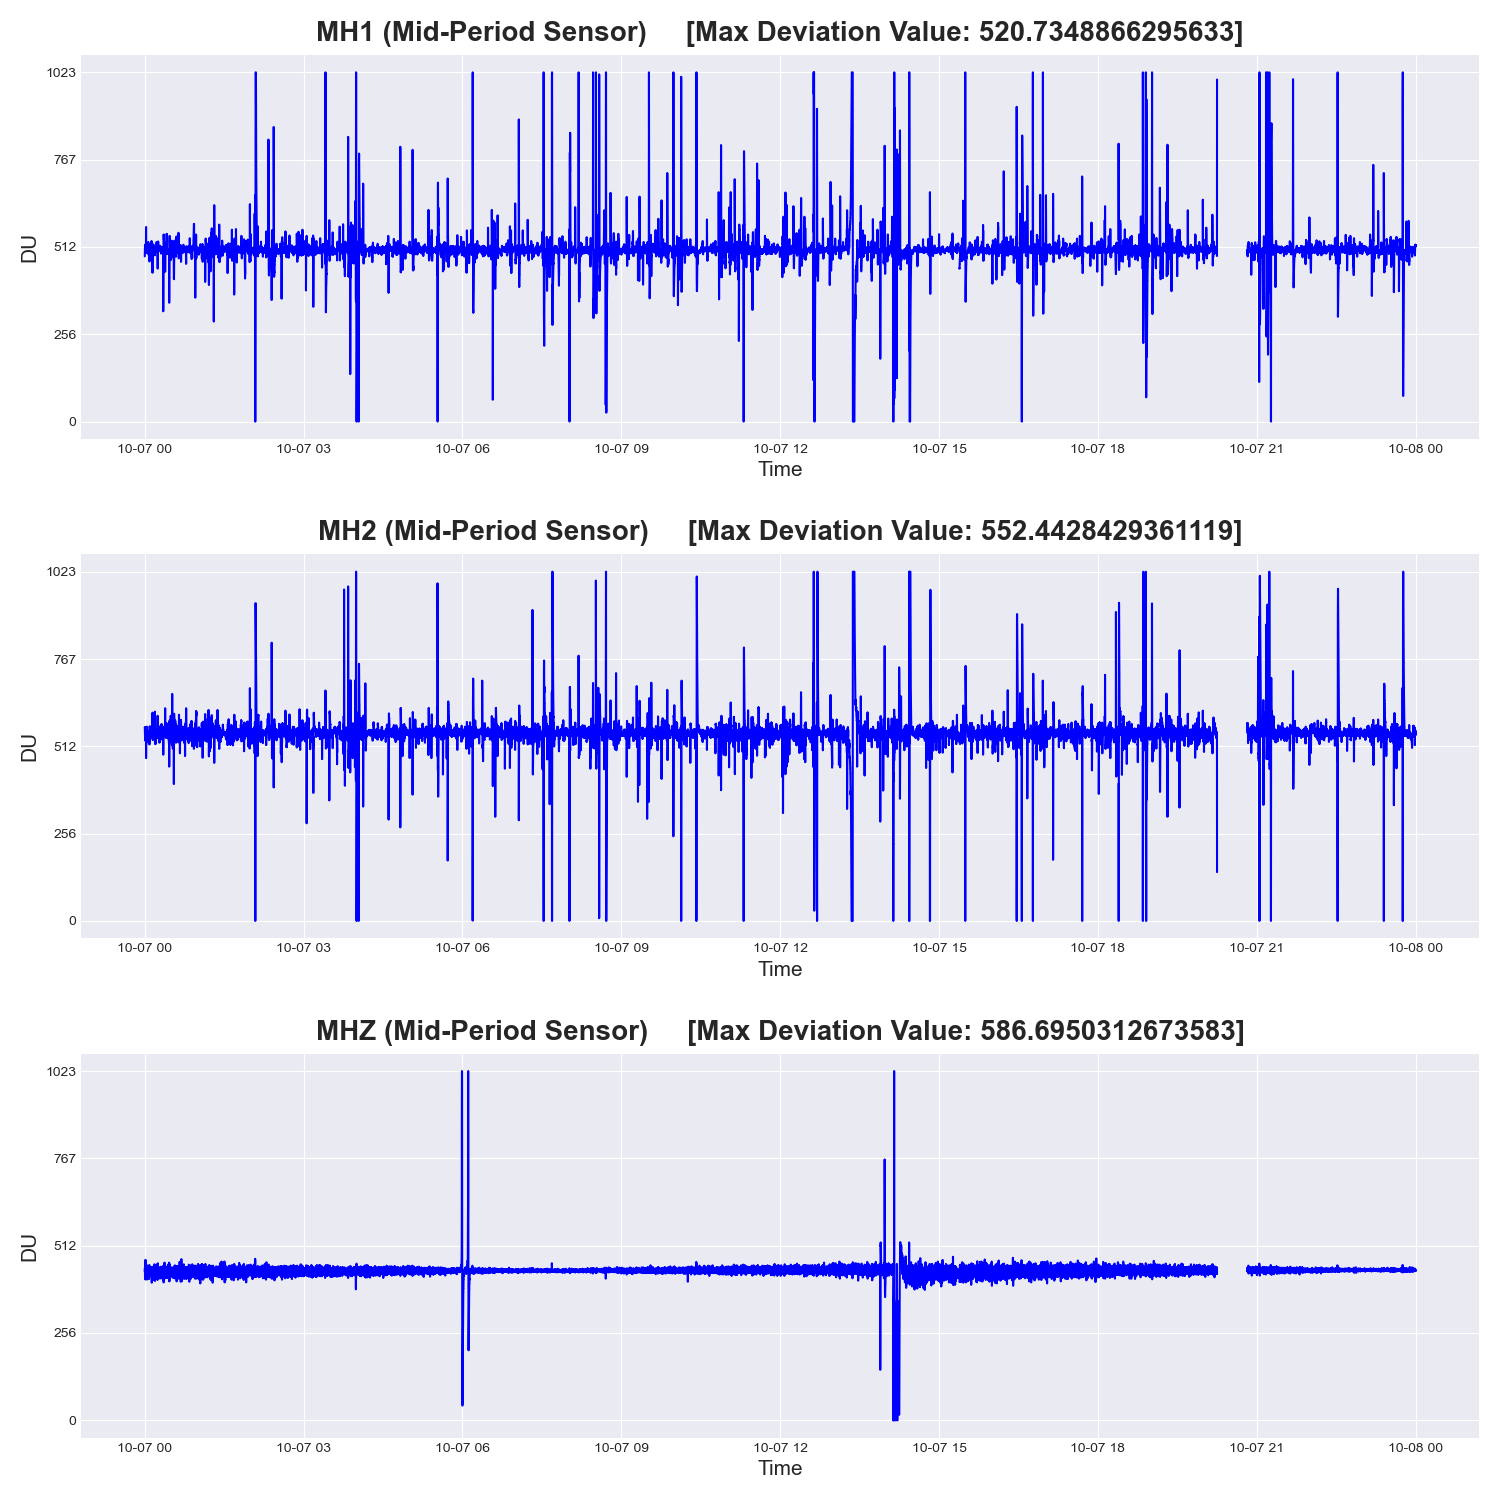 MH1 (Mid-Period Sensor) [Max Deviation Value: 520.7348866295633]
1023
767
512
256
0
DU
10-07 00 10-07 03 10-07 06 10-07 09 10-07 12 10-07 15 10-07 18 10-07 21 10-08 00
Time
MH2 (Mid-Period Sensor) [Max Deviation Value: 552.4428429361119]
1023
767
512
256
0
DU
10-07 00 10-07 03 10-07 06 10-07 09 10-07 12 10-07 15 10-07 18 10-07 21 10-08 00
Time
MHZ (Mid-Period Sensor) [Max Deviation Value: 586.6950312673583]
1023
767
512
256
0
DU
10-07 00 10-07 03 10-07 06 10-07 09 10-07 12 10-07 15 10-07 18 10-07 21 10-08 00
Time